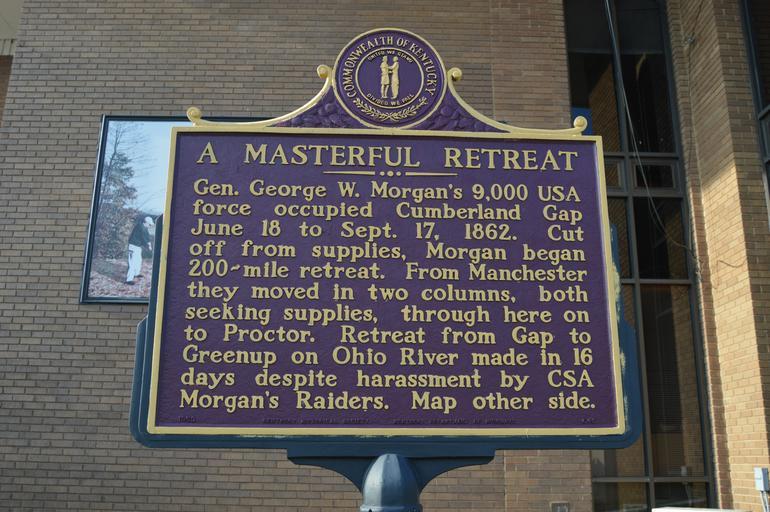 COMMONWEALTH OF KENTUCKY
UNITED WE STAND
DIVIDED WE FALL
A MASTERFUL RETREAT
Gen. George W. Morgan's 9,000 USA
force occupied Cumberland Gap
June 18 to Sept. 17, 1862. Cut
off from supplies, Morgan began
200-mile retreat. From Manchester
they moved in two columns, both
seeking supplies, through here on
to Proctor. Retreat from Gap to
Greenup on Ohio River made in 16
days despite harassment by CSA
Morgan's Raiders. Map other side.